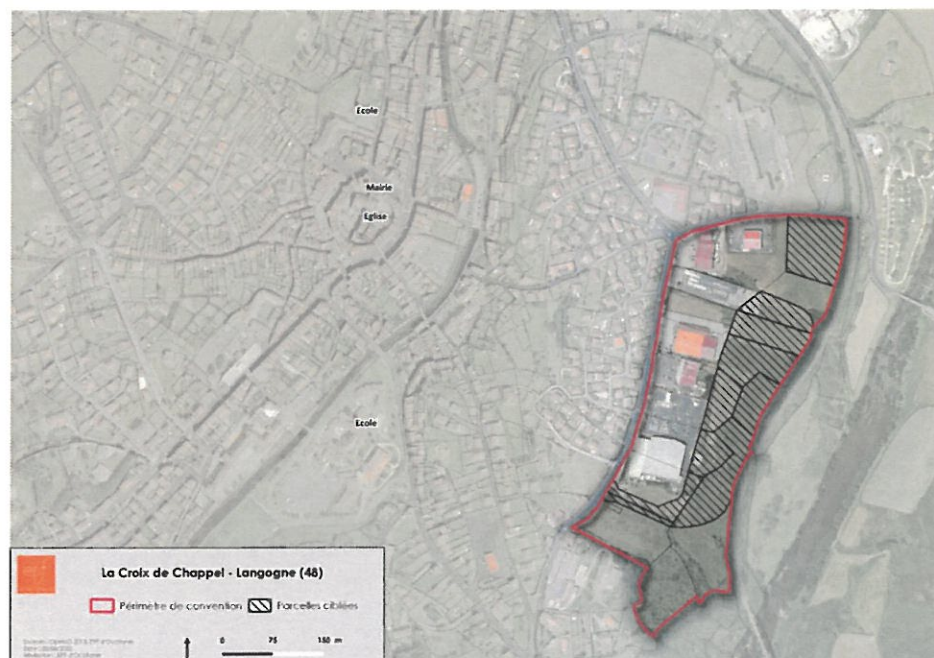 Ecole
Mairie
Eglise
Ecole
La Croix de Chappel - Langogne (48)
Périmètre de convention Parcelles ciblées
0 75 150 m